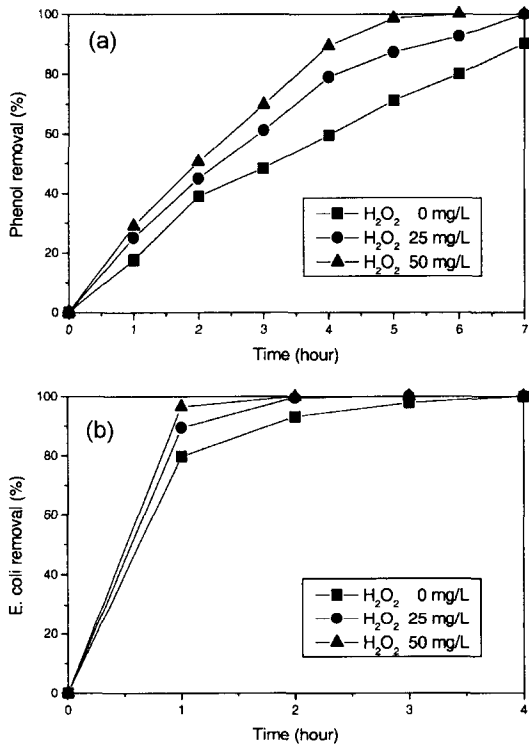 (a)
Phenol removal (%)
100
80
60
40
20
0
H₂O₂ 0 mg/L
H₂O₂ 25 mg/L
H₂O₂ 50 mg/L
0 1 2 3 4 5 6 7
Time (hour)
(b)
E. coli removal (%)
100
80
60
40
20
0
H₂O₂ 0 mg/L
H₂O₂ 25 mg/L
H₂O₂ 50 mg/L
0 1 2 3 4
Time (hour)